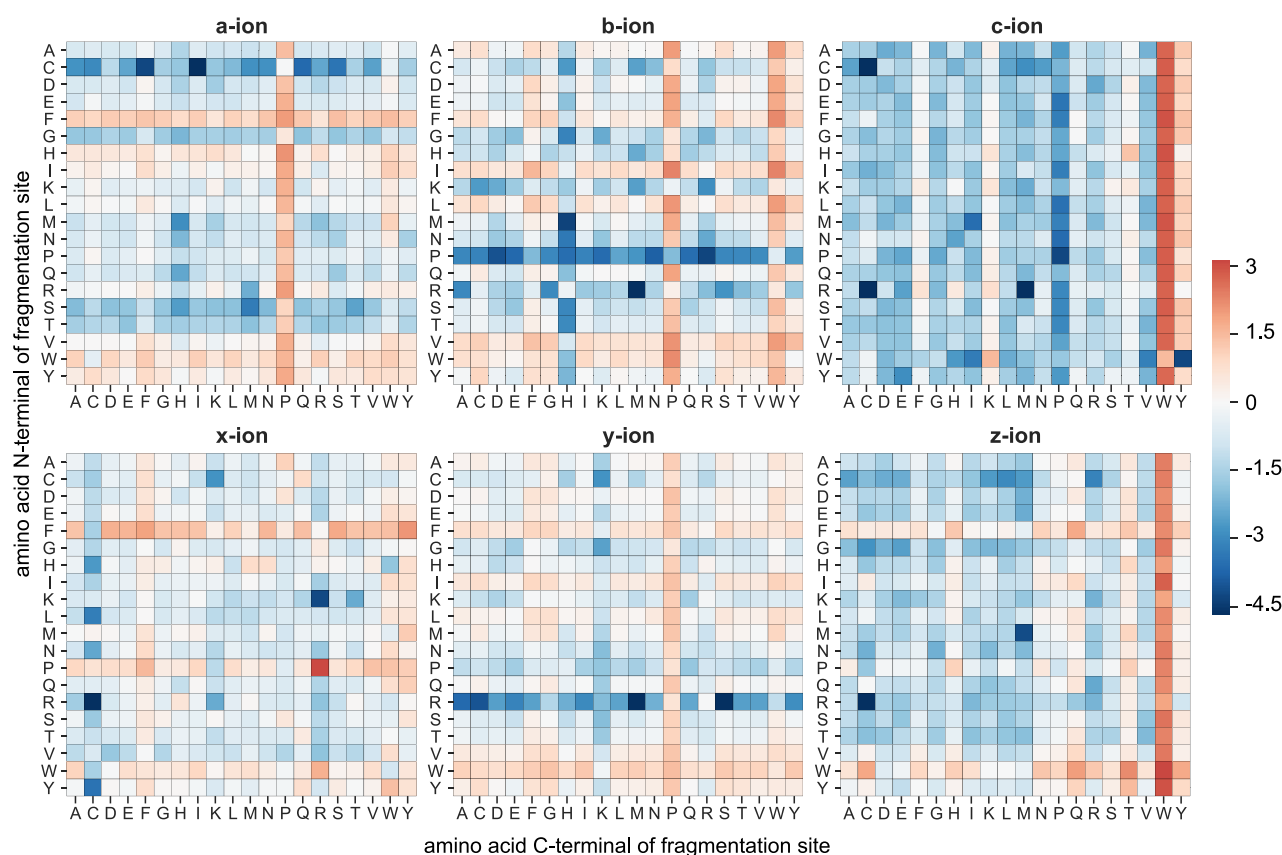 a-ion b-ion c-ion
A A A
C C C
D D D
E E E
F F F
G G G
H H H
I I I
K K K
L L L
M M M
N N N
P P P
Q Q Q
R R R
S S S
T T T
V V V
W W W
Y Y Y
A C D E F G H I K L M N P Q R S T V W Y A C D E F G H I K L M N P Q R S T V W Y A C D E F G H I K L M N P Q R S T V W Y
x-ion y-ion z-ion
A A A
C C C
D D D
E E E
F F F
G G G
H H H
I I I
K K K
L L L
M M M
N N N
P P P
Q Q Q
R R R
S S S
T T T
V V V
W W W
Y Y Y
A C D E F G H I K L M N P Q R S T V W Y A C D E F G H I K L M N P Q R S T V W Y A C D E F G H I K L M N P Q R S T V W Y
amino acid N-terminal of fragmentation site
amino acid C-terminal of fragmentation site
3
1.5
0
-1.5
-3
-4.5